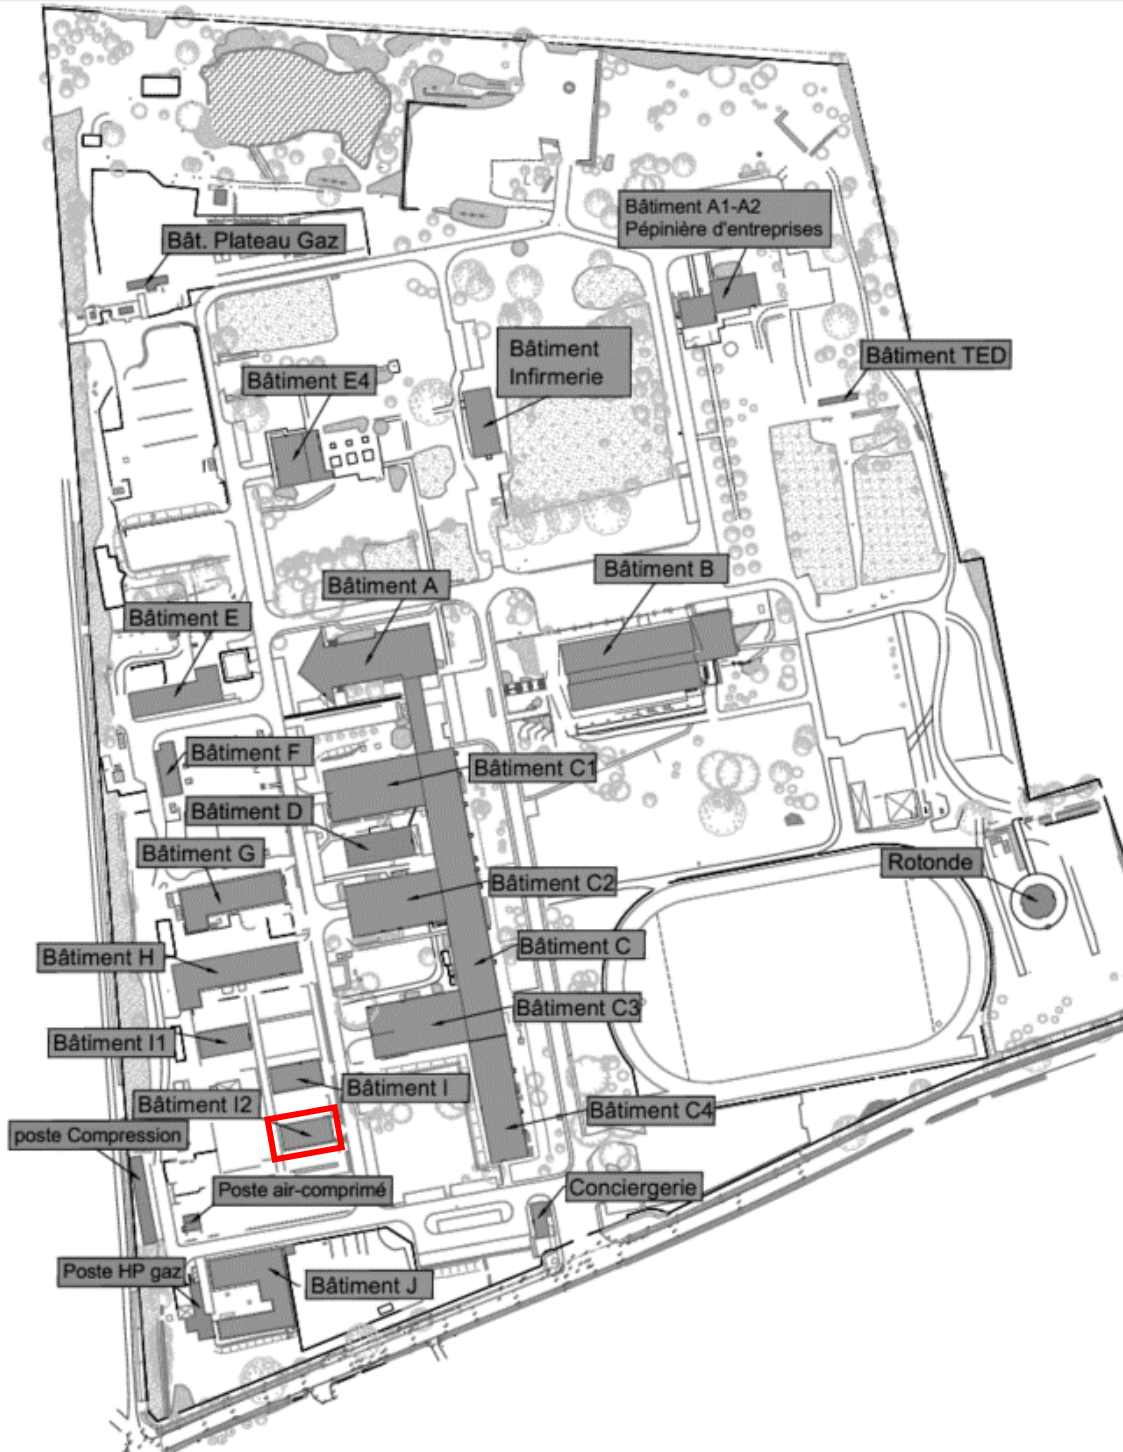 Bâtiment A1-A2
Pépinière d'entreprises
Bât. Plateau Gaz
Bâtiment
Infirmerie
Bâtiment TED
Bâtiment E4
Bâtiment B
Bâtiment A
Bâtiment E
Bâtiment F
Bâtiment C1
Bâtiment D
Bâtiment G
Rotonde
Bâtiment C2
Bâtiment C
Bâtiment H
Bâtiment C3
Bâtiment I1
Bâtiment I
Bâtiment I2
Bâtiment C4
poste Compression
Poste air-comprimé
Conciergerie
Poste HP gaz
Bâtiment J